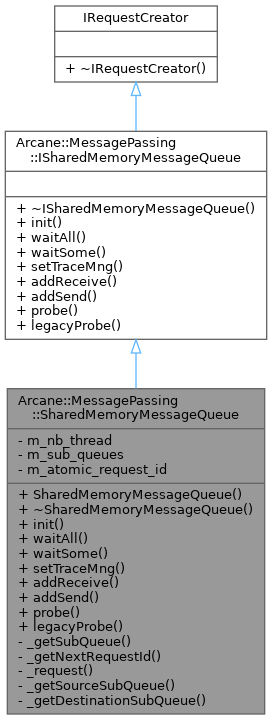 IRequestCreator
+ ~IRequestCreator()
Arcane::MessagePassing
::ISharedMemoryMessageQueue
+ ~ISharedMemoryMessageQueue()
+ init()
+ waitAll()
+ waitSome()
+ setTraceMng()
+ addReceive()
+ addSend()
+ probe()
+ legacyProbe()
Arcane::MessagePassing
::SharedMemoryMessageQueue
- m_nb_thread
- m_sub_queues
- m_atomic_request_id
+ SharedMemoryMessageQueue()
+ ~SharedMemoryMessageQueue()
+ init()
+ waitAll()
+ waitSome()
+ setTraceMng()
+ addReceive()
+ addSend()
+ probe()
+ legacyProbe()
- _getSubQueue()
- _getNextRequestId()
- _request()
- _getSourceSubQueue()
- _getDestinationSubQueue()